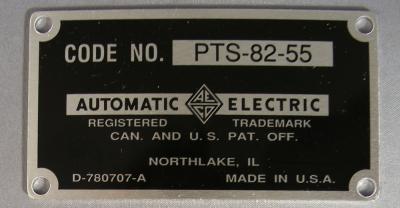 CODE NO. PTS-82-55
AUTOMATIC AE CO ELECTRIC
REGISTERED TRADEMARK
CAN. AND U.S. PAT. OFF.
NORTHLAKE, IL
D-780707-A MADE IN U.S.A.